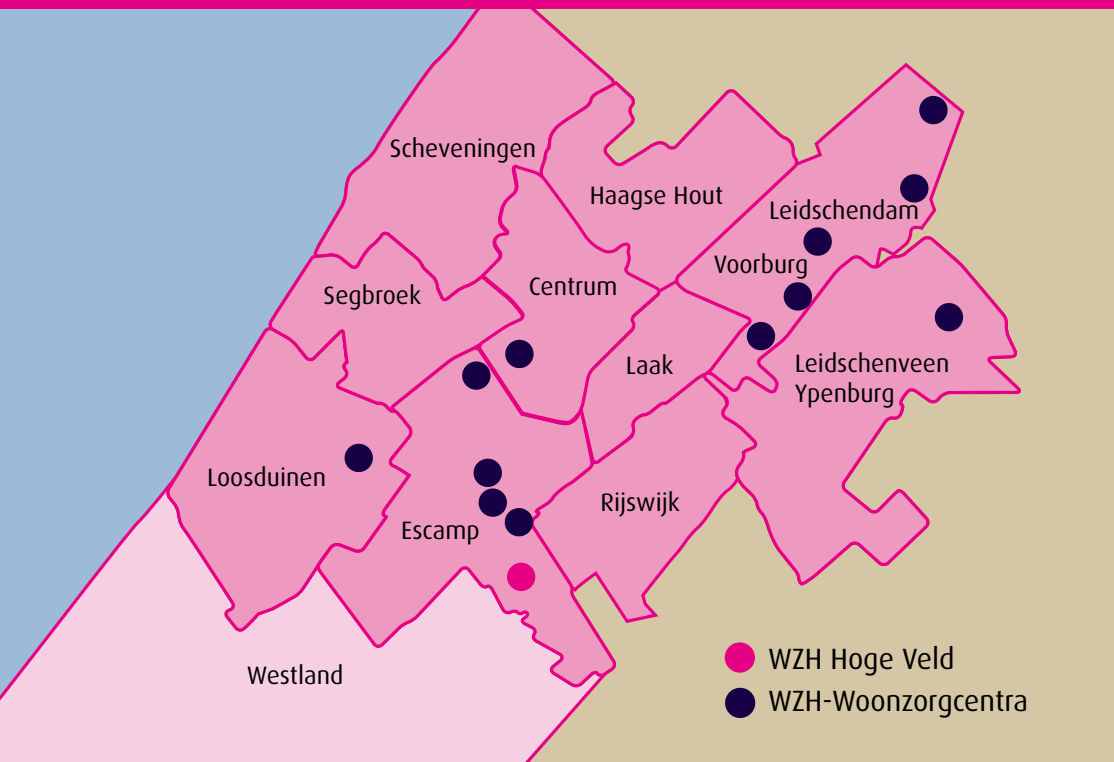 Scheveningen
Haagse Hout
Leidschendam
Voorburg
Segbroek
Centrum
Laak
Leidschenveen
Ypenburg
Loosduinen
Rijswijk
Escamp
Westland
WZH Hoge Veld
WZH-Woonzorgcentra